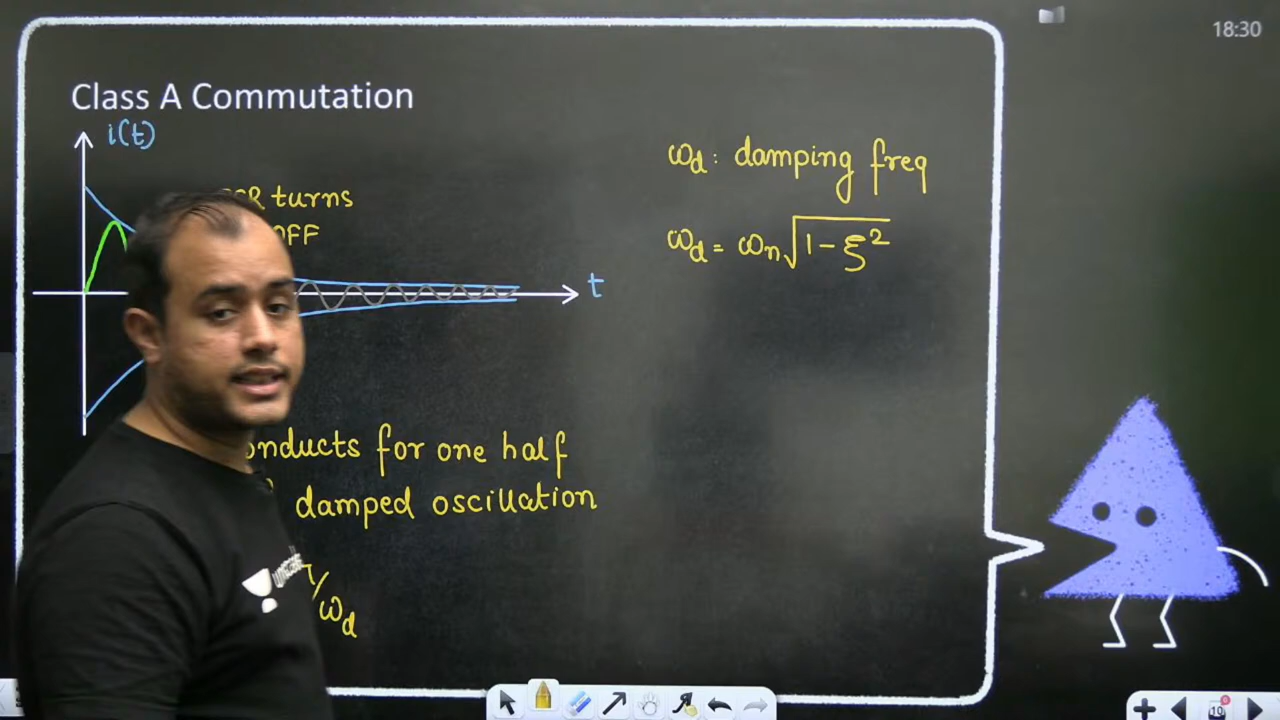 18:30
Class A Commutation
i(t)
turns
OFF
t
ωd : damping freq
ωd = ωn√1-ξ²
for one half
damped oscillation
/ωd
10